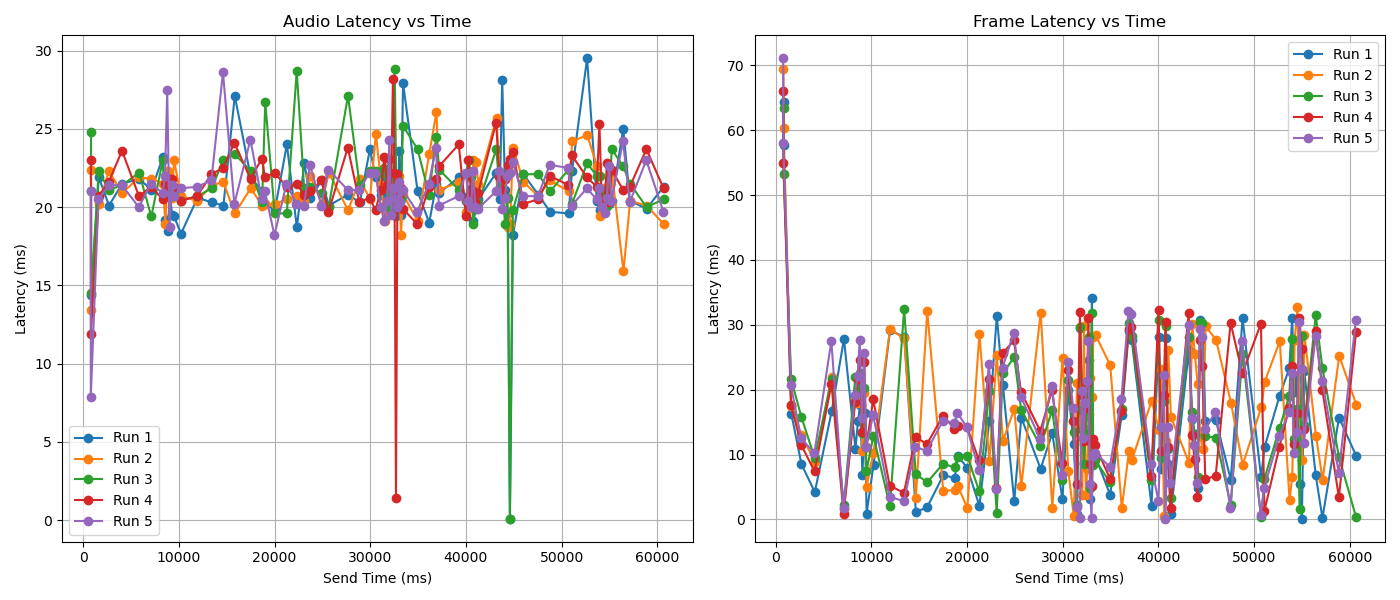 Audio Latency vs Time
Latency (ms)
30
25
20
15
10
5
0
Run 1
Run 2
Run 3
Run 4
Run 5
0 10000 20000 30000 40000 50000 60000
Send Time (ms)
Frame Latency vs Time
Latency (ms)
70
60
50
40
30
20
10
0
Run 1
Run 2
Run 3
Run 4
Run 5
0 10000 20000 30000 40000 50000 60000
Send Time (ms)